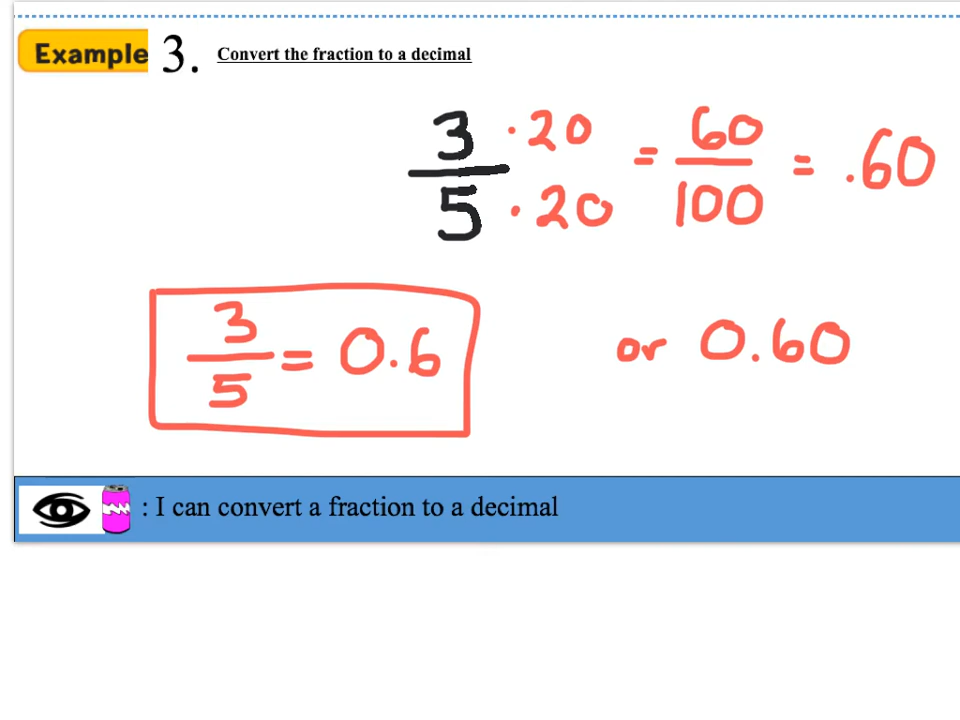 Example 3. Convert the fraction to a decimal
3/5 · 20 / · 20 = 60/100 = .60
3/5 = 0.6 or 0.60
: I can convert a fraction to a decimal